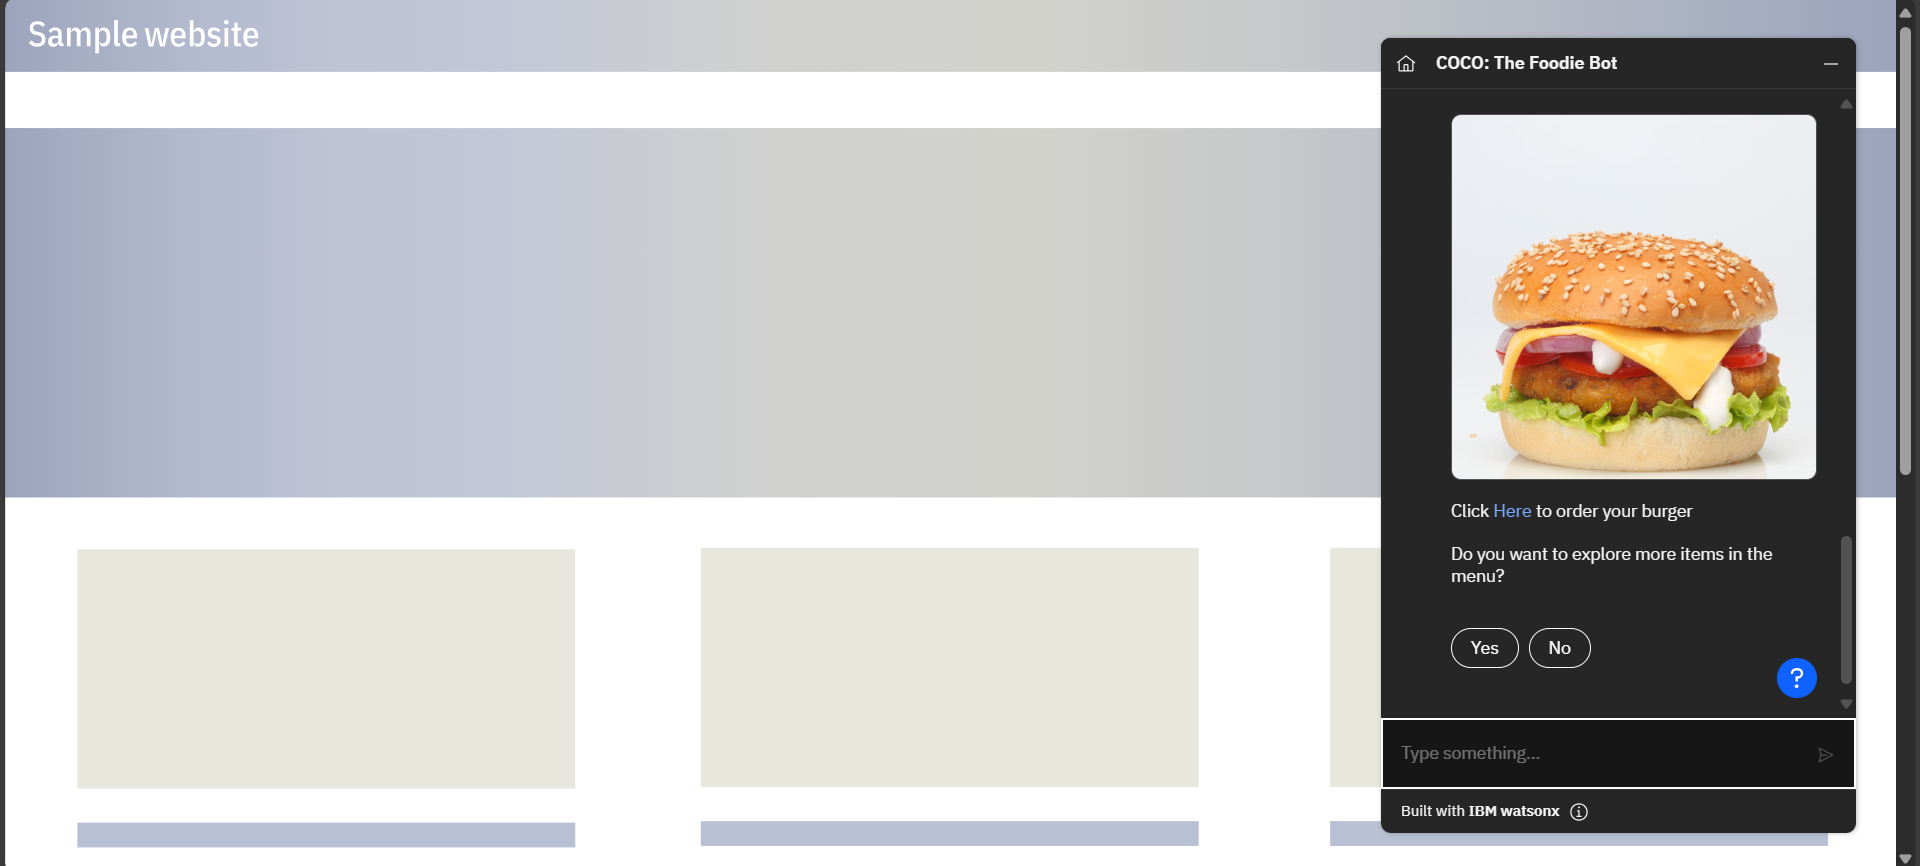 Sample website
COCO: The Foodie Bot
Click Here to order your burger
Do you want to explore more items in the
menu?
Yes
No
?
Type something...
Built with IBM watsonx